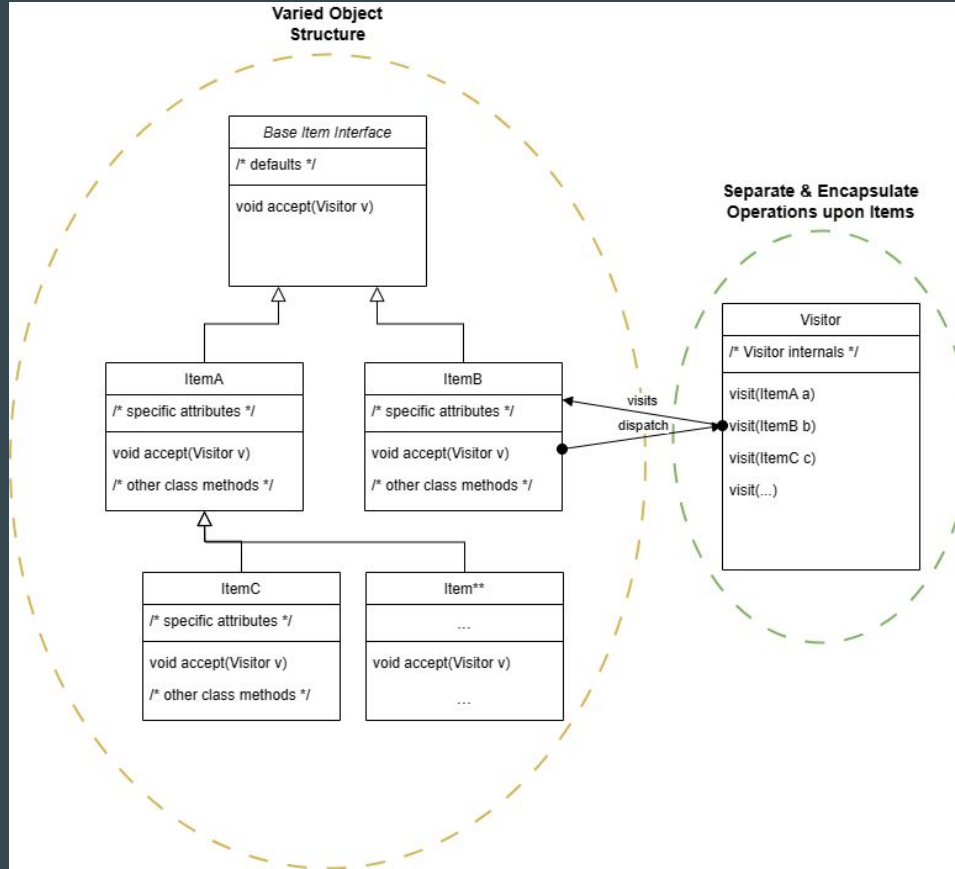 Varied Object
Structure
Base Item Interface
/* defaults */
void accept(Visitor v)
Separate & Encapsulate
Operations upon Items
ItemA
/* specific attributes */
void accept(Visitor v)
/* other class methods */
ItemB
/* specific attributes */
void accept(Visitor v)
/* other class methods */
visits
dispatch
Visitor
/* Visitor internals */
visit(ItemA a)
visit(ItemB b)
visit(ItemC c)
visit(...)
ItemC
/* specific attributes */
void accept(Visitor v)
/* other class methods */
Item**
...
void accept(Visitor v)
...